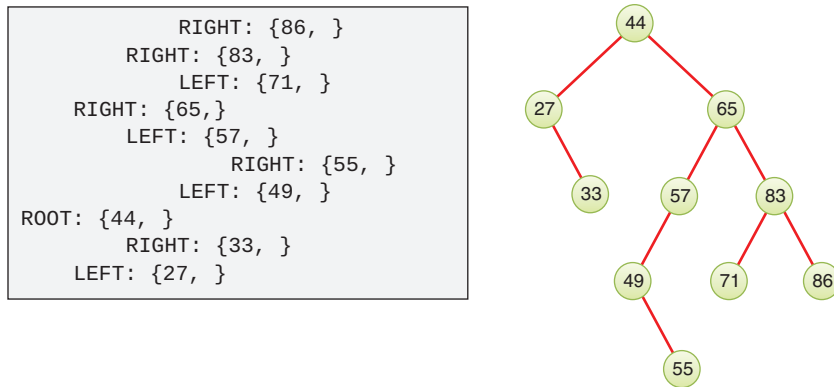 RIGHT: {86, }
RIGHT: {83, }
LEFT: {71, }
RIGHT: {65,}
LEFT: {57, }
RIGHT: {55, }
LEFT: {49, }
ROOT: {44, }
RIGHT: {33, }
LEFT: {27, }
44
27
65
33
57
83
49
71
86
55